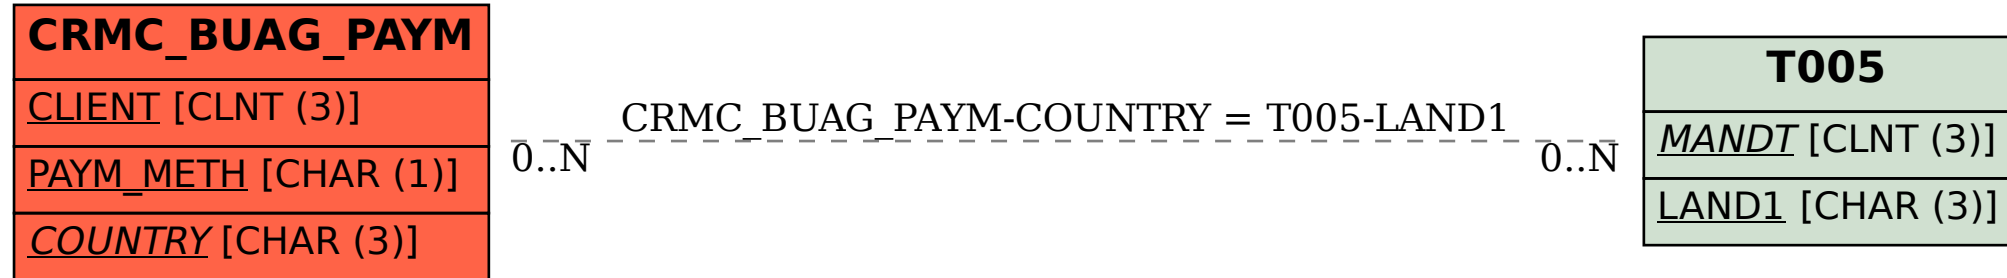 CRMC_BUAG_PAYM
CLIENT [CLNT (3)]
PAYM_METH [CHAR (1)]
COUNTRY [CHAR (3)]
CRMC_BUAG_PAYM-COUNTRY = T005-LAND1
0..N
0..N
T005
MANDT [CLNT (3)]
LAND1 [CHAR (3)]